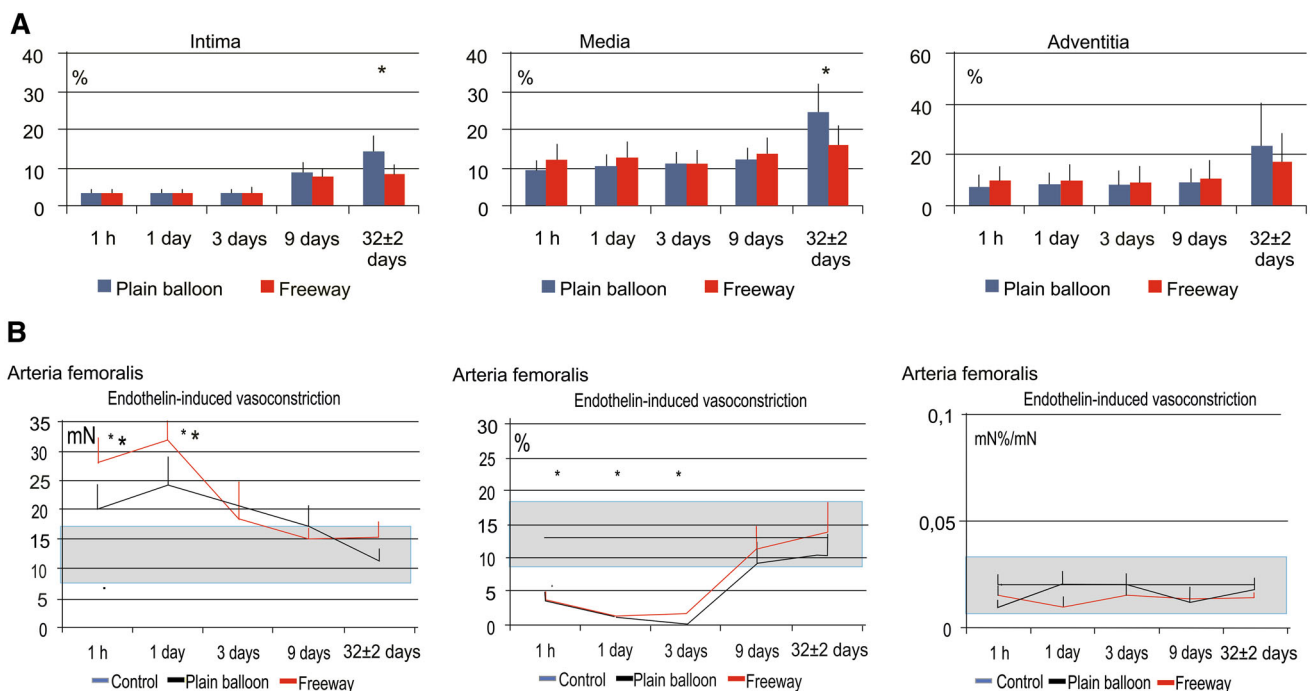 A
Intima
40
30
20
10
0
%
*
1 h 1 day 3 days 9 days 32±2 days
Plain balloon Freeway
Media
40
30
20
10
0
%
*
1 h 1 day 3 days 9 days 32±2 days
Plain balloon Freeway
Adventitia
60
40
20
0
%
1 h 1 day 3 days 9 days 32±2 days
Plain balloon Freeway
B
Arteria femoralis
Endothelin-induced vasoconstriction
35
30
25
20
15
10
5
0
mN
** **
1 h 1 day 3 days 9 days 32±2 days
Control Plain balloon Freeway
Arteria femoralis
Endothelin-induced vasoconstriction
30
25
20
15
10
5
0
%
* * *
1 h 1 day 3 days 9 days 32±2 days
Control Plain balloon Freeway
Arteria femoralis
Endothelin-induced vasoconstriction
0,1
0,05
0
mN%/mN
1 h 1 day 3 days 9 days 32±2 days
Control Plain balloon Freeway